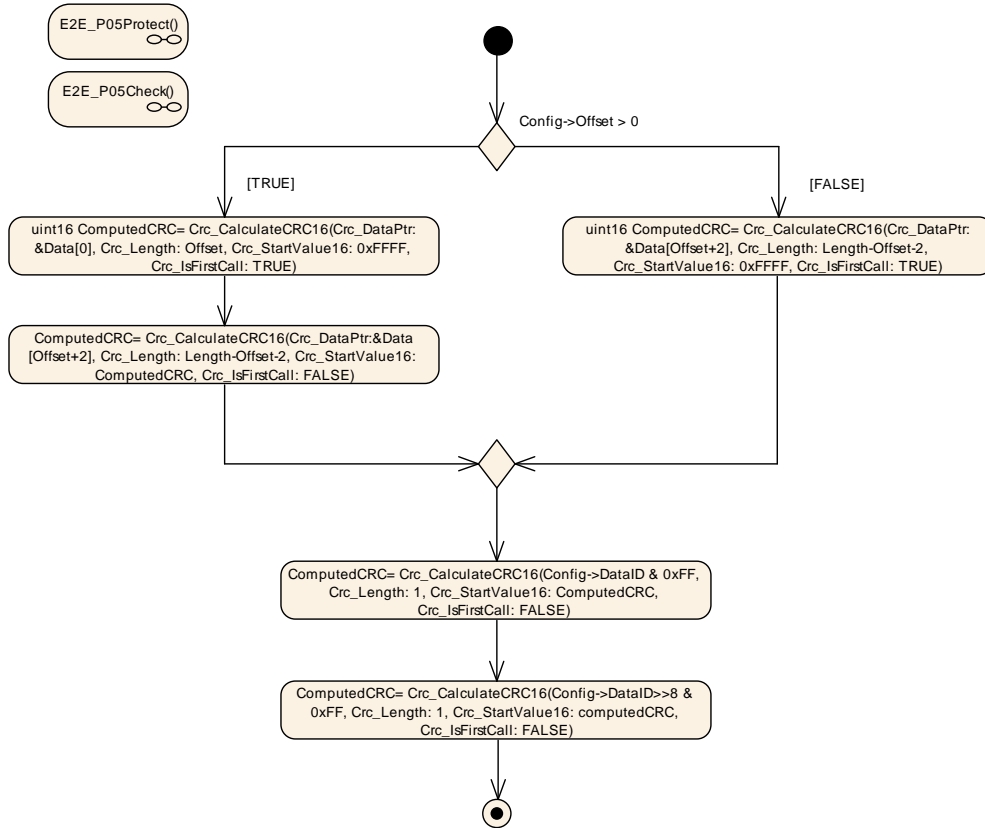 E2E_P05Protect()
E2E_P05Check()
Config->Offset > 0
[TRUE]
[FALSE]
uint16 ComputedCRC= Crc_CalculateCRC16(Crc_DataPtr:
&Data[0], Crc_Length: Offset, Crc_StartValue16: 0xFFFF,
Crc_IsFirstCall: TRUE)
uint16 ComputedCRC= Crc_CalculateCRC16(Crc_DataPtr:
&Data[Offset+2], Crc_Length: Length-Offset-2,
Crc_StartValue16: 0xFFFF, Crc_IsFirstCall: TRUE)
ComputedCRC= Crc_CalculateCRC16(Crc_DataPtr:&Data
[Offset+2], Crc_Length: Length-Offset-2, Crc_StartValue16:
ComputedCRC, Crc_IsFirstCall: FALSE)
ComputedCRC= Crc_CalculateCRC16(Config->DataID & 0xFF,
Crc_Length: 1, Crc_StartValue16: ComputedCRC,
Crc_IsFirstCall: FALSE)
ComputedCRC= Crc_CalculateCRC16(Config->DataID>>8 &
0xFF, Crc_Length: 1, Crc_StartValue16: computedCRC,
Crc_IsFirstCall: FALSE)